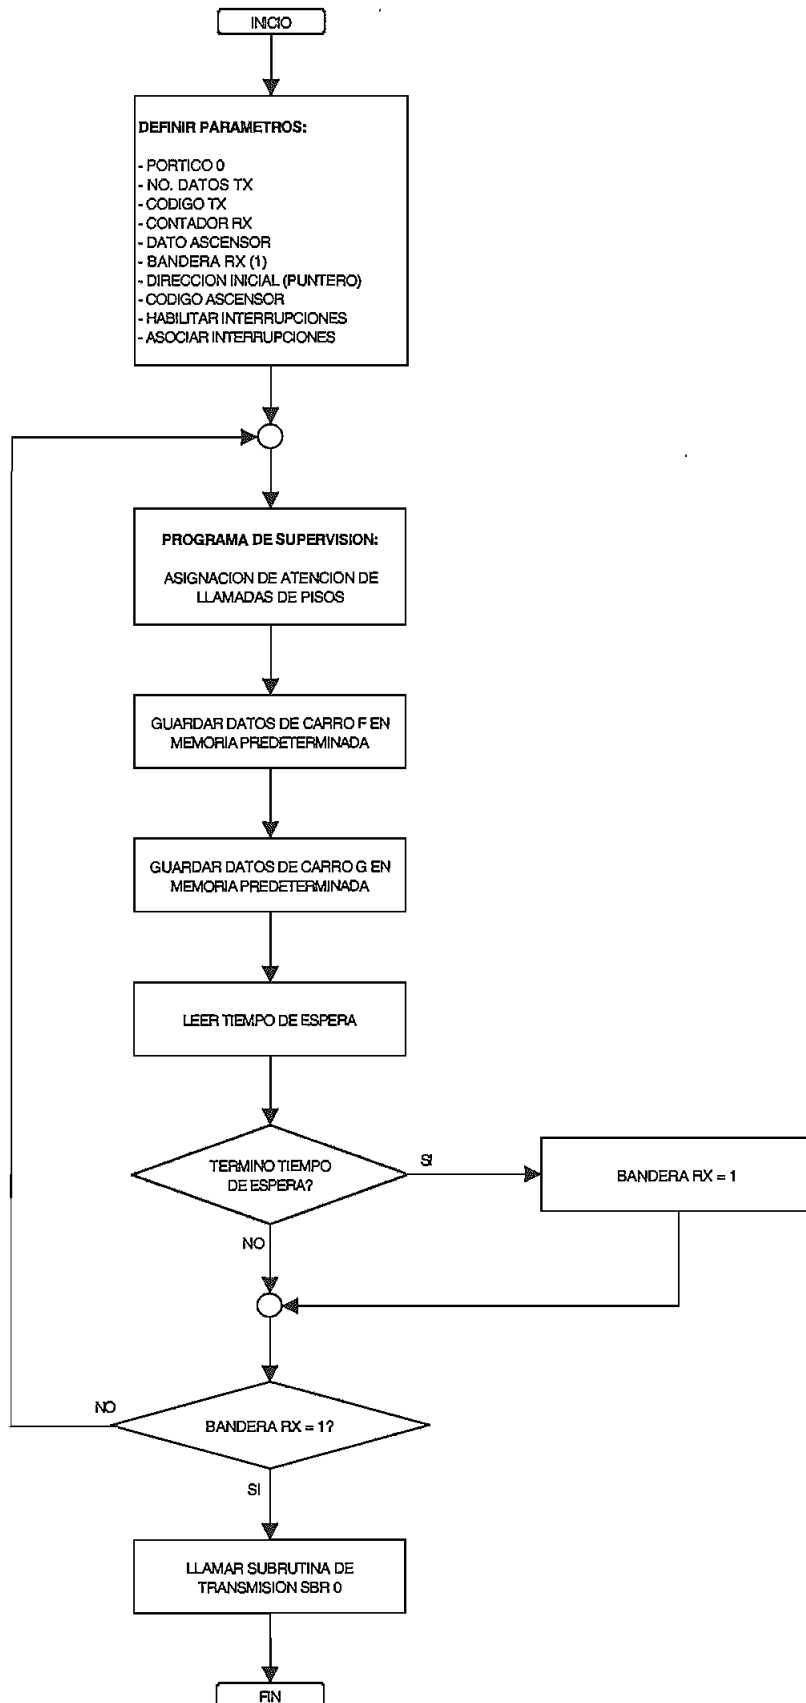 INICIO
DEFINIR PARAMETROS:
- PORTICO 0
- NO. DATOS TX
- CODIGO TX
- CONTADOR RX
- DATO ASCENSOR
- BANDERA RX (1)
- DIRECCION INICIAL (PUNTERO)
- CODIGO ASCENSOR
- HABILITAR INTERRUPCIONES
- ASOCIAR INTERRUPCIONES
PROGRAMA DE SUPERVISION:
ASIGNACION DE ATENCION DE
LLAMADAS DE PISOS
GUARDAR DATOS DE CARRO F EN
MEMORIA PREDETERMINADA
GUARDAR DATOS DE CARRO G EN
MEMORIA PREDETERMINADA
LEER TIEMPO DE ESPERA
TERMINO TIEMPO
DE ESPERA?
SI
BANDERA RX = 1
NO
NO
BANDERA RX = 1?
SI
LLAMAR SUBRUTINA DE
TRANSMISION SBR 0
FIN